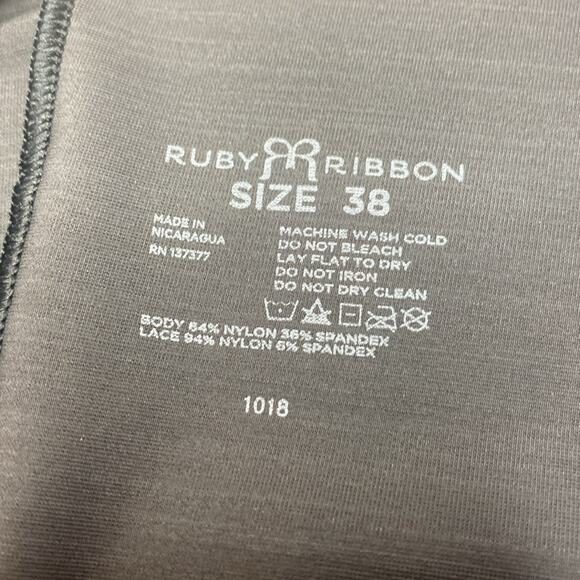 RUBY RIBBON
SIZE 38
MADE IN
NICARAGUA
RN 137377
MACHINE WASH COLD
DO NOT BLEACH
LAY FLAT TO DRY
DO NOT IRON
DO NOT DRY CLEAN
BODY 64% NYLON 36% SPANDEX
LACE 94% NYLON 6% SPANDEX
1018